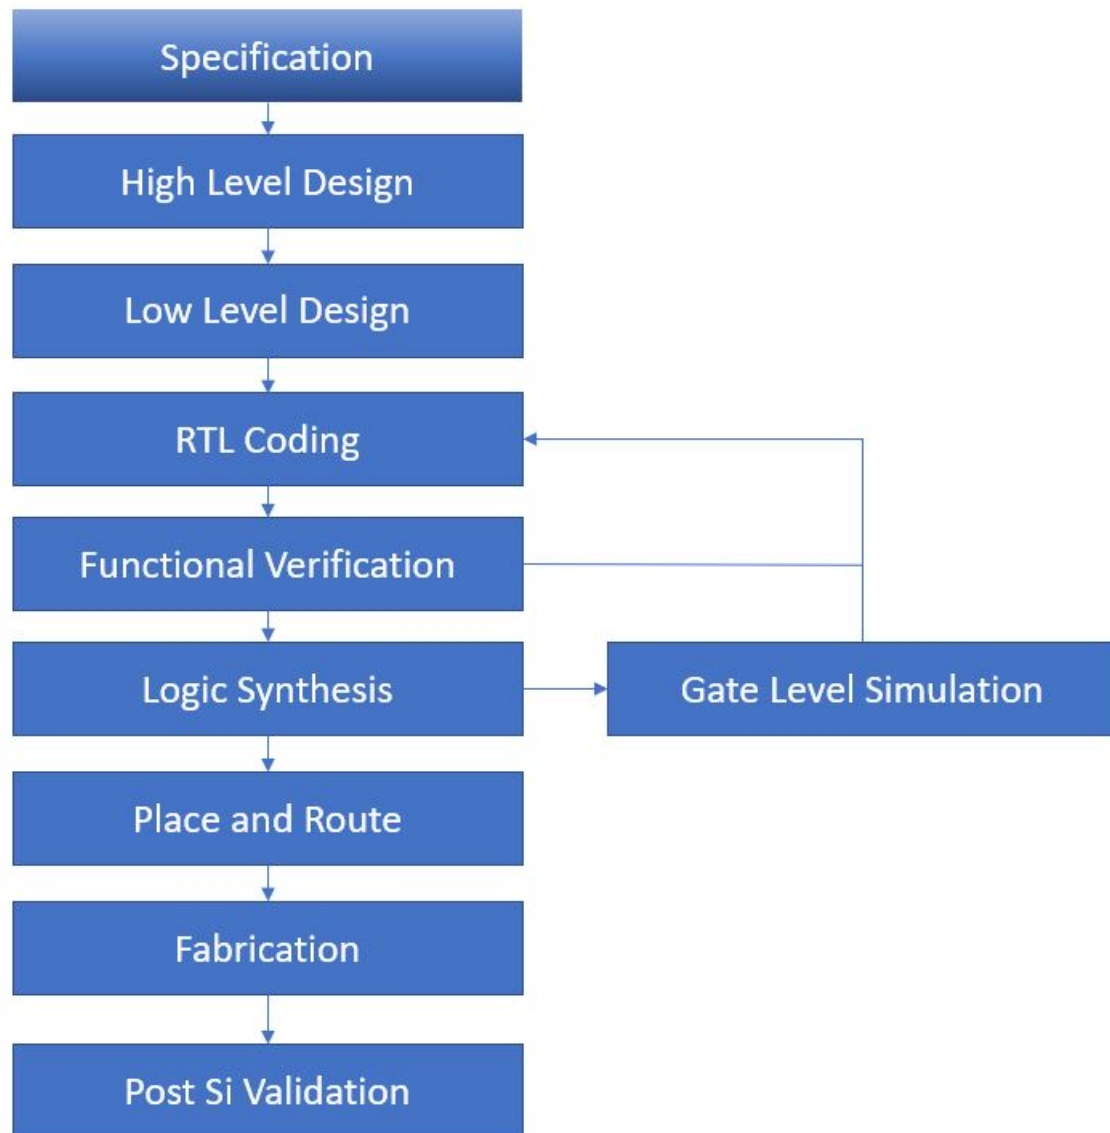 Specification
High Level Design
Low Level Design
RTL Coding
Functional Verification
Logic Synthesis
Gate Level Simulation
Place and Route
Fabrication
Post Si Validation